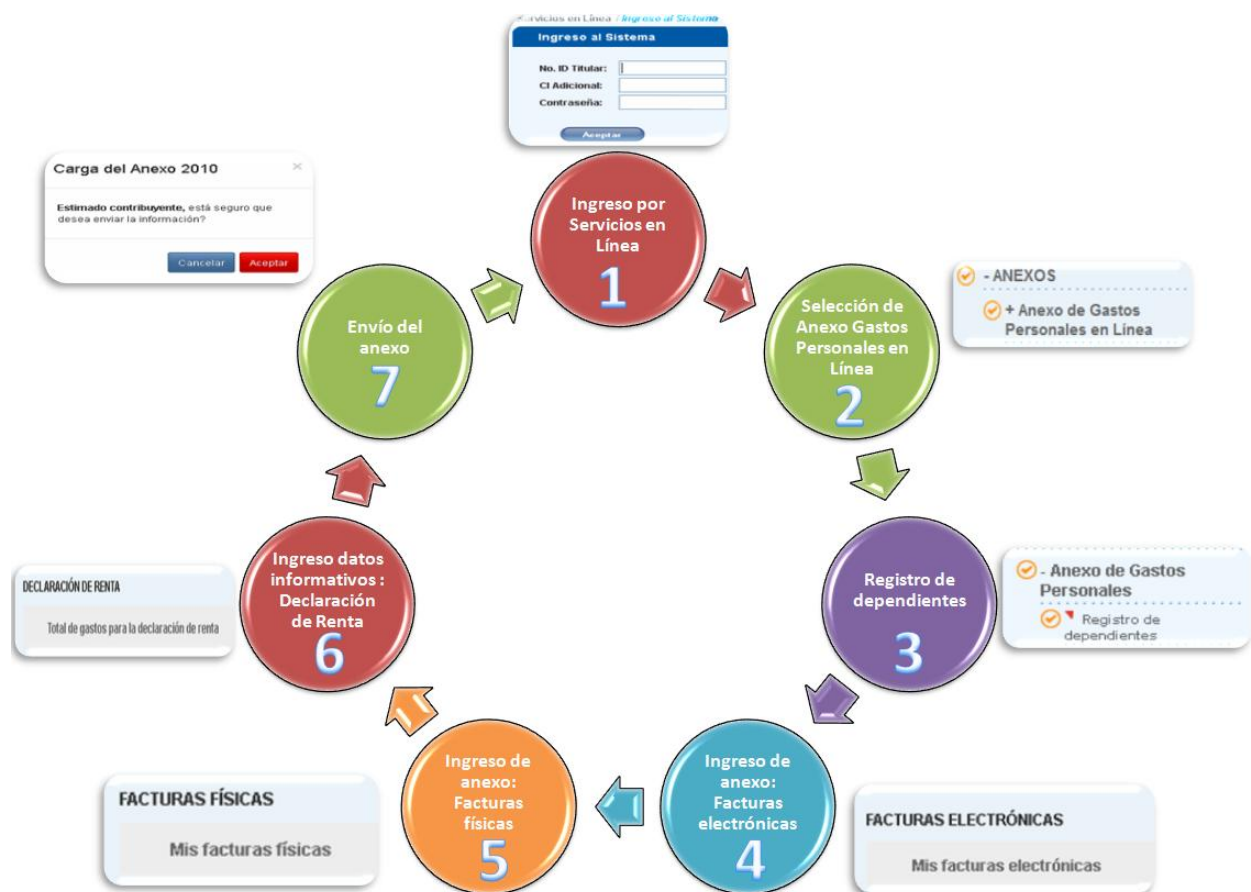 Servicios en Línea / Ingreso al Sistema
Ingreso al Sistema
No. ID Titular:
CI Adicional:
Contraseña:
Aceptar
Ingreso por
Servicios en
Línea
1
Selección de
Anexo Gastos
Personales en
Línea
2
- ANEXOS
+ Anexo de Gastos
Personales en Línea
Registro de
dependientes
3
- Anexo de Gastos
Personales
Registro de
dependientes
Ingreso de
anexo:
Facturas
electrónicas
4
FACTURAS ELECTRÓNICAS
Mis facturas electrónicas
Ingreso de
anexo:
Facturas
físicas
5
FACTURAS FÍSICAS
Mis facturas físicas
Ingreso datos
informativos :
Declaración
de Renta
6
DECLARACIÓN DE RENTA
Total de gastos para la declaración de renta
Envío del
anexo
7
Carga del Anexo 2010
×
Estimado contribuyente, está seguro que
desea enviar la información?
Cancelar Aceptar